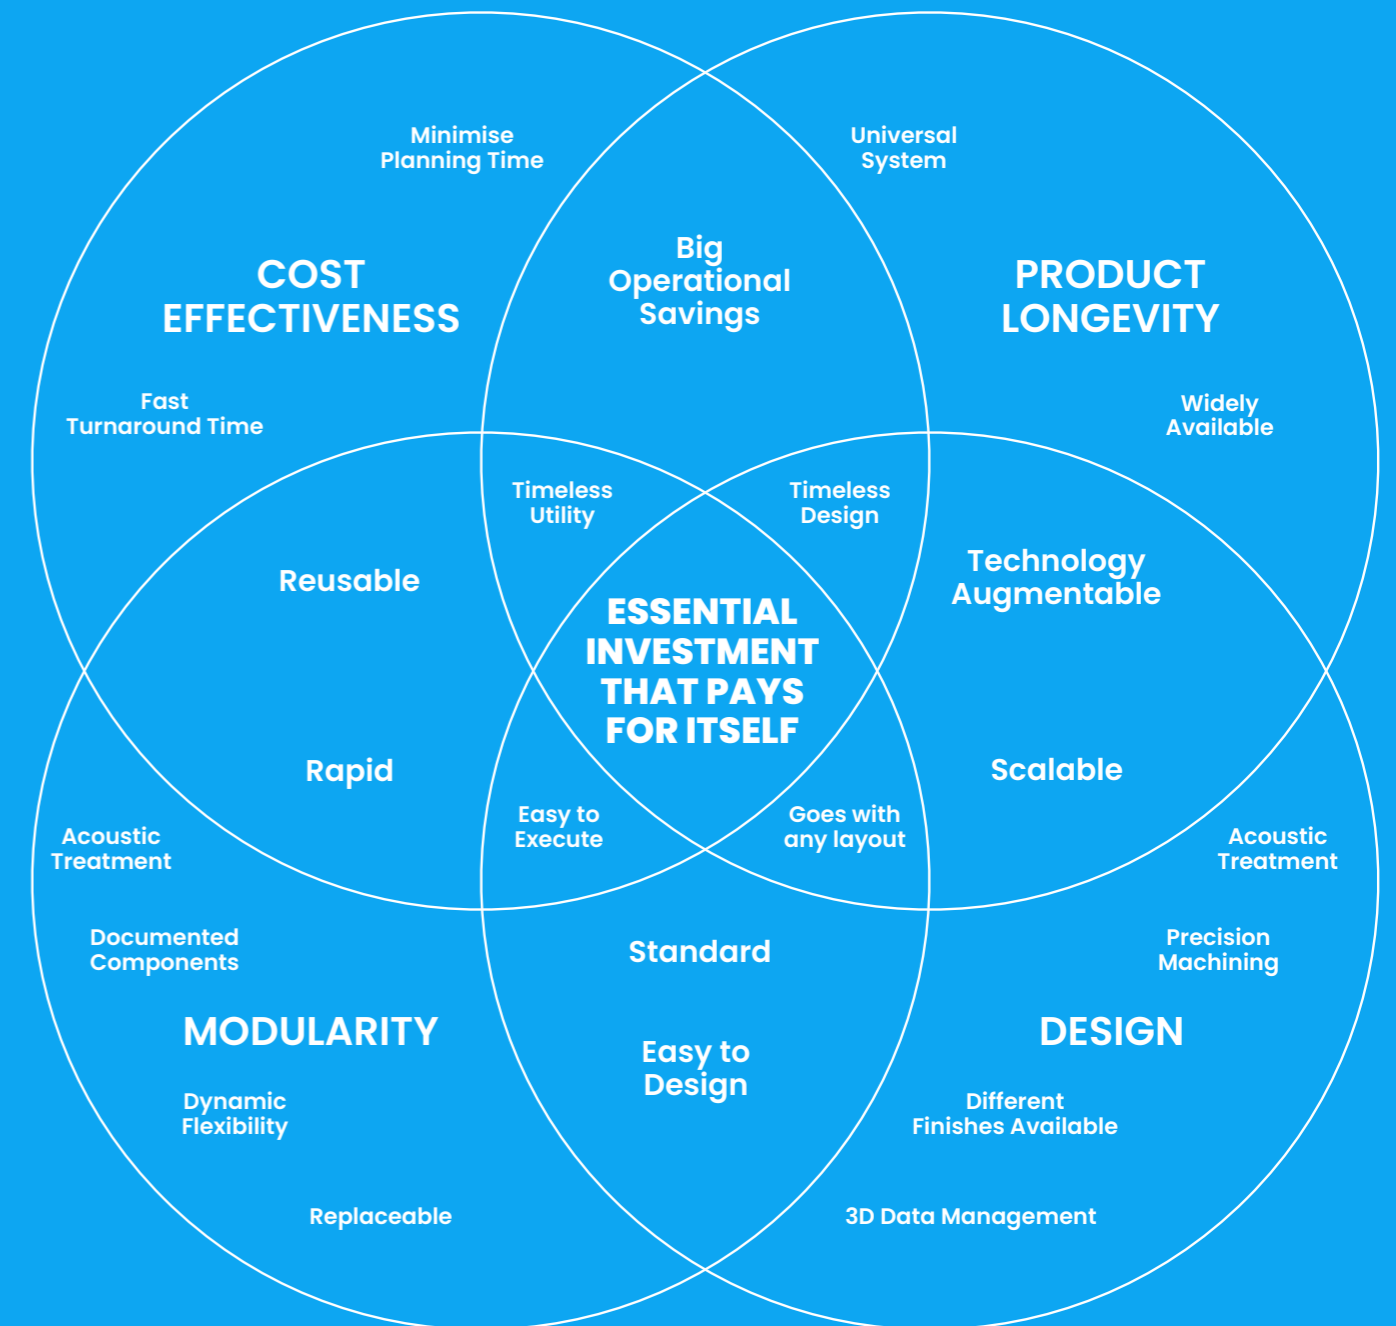 Minimise
Planning Time
Universal
System
Big
Operational
Savings
COST
EFFECTIVENESS
PRODUCT
LONGEVITY
Fast
Turnaround Time
Widely
Available
Timeless
Utility
Timeless
Design
Reusable
Technology
Augmentable
ESSENTIAL
INVESTMENT
THAT PAYS
FOR ITSELF
Rapid
Scalable
Easy to
Execute
Goes with
any layout
Acoustic
Treatment
Acoustic
Treatment
Documented
Components
Standard
Precision
Machining
MODULARITY
Easy to
Design
DESIGN
Dynamic
Flexibility
Different
Finishes Available
Replaceable
3D Data Management